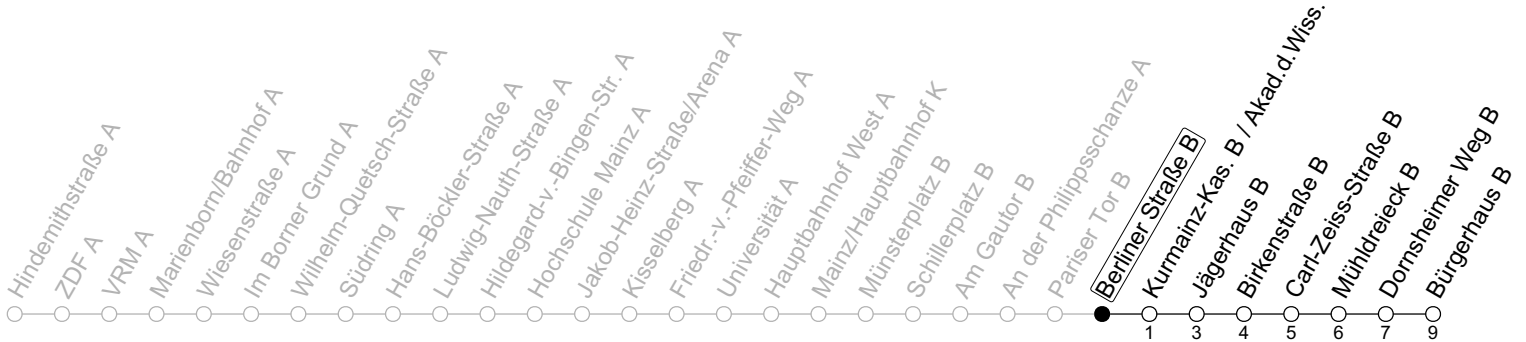 Hindemithstraße A
ZDF A
VRM A
Marienborn/Bahnhof A
Wiesenstraße A
Im Borner Grund A
Wilhelm-Quetsch-Straße A
Südring A
Hans-Böckler-Straße A
Ludwig-Nauth-Straße A
Hildegard-v.-Bingen-Str. A
Hochschule Mainz A
Jakob-Heinz-Straße/Arena A
Kisselberg A
Friedr.-v.-Pfeiffer-Weg A
Universität A
Hauptbahnhof West A
Mainz/Hauptbahnhof K
Münsterplatz B
Schillerplatz B
Am Gautor B
An der Philippsschanze A
Pariser Tor B
Berliner Straße B
Kurmainz-Kas. B / Akad.d.Wiss.
Jägerhaus B
Birkenstraße B
Carl-Zeiss-Straße B
Mühldreieck B
Dornsheimer Weg B
Bürgerhaus B
1 3 4 5 6 7 9